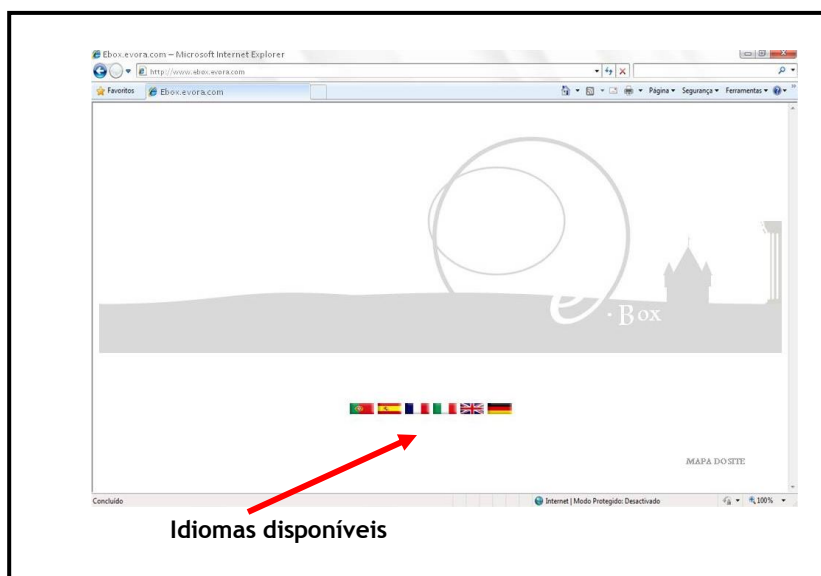 Ebox.evora.com — Microsoft Internet Explorer
http://www.ebox.evora.com
Favoritos Ebox.evora.com Página Segurança Ferramentas
e · Box
MAPA DO SITE
Concluído Internet | Modo Protegido: Desactivado 100%
Idiomas disponíveis